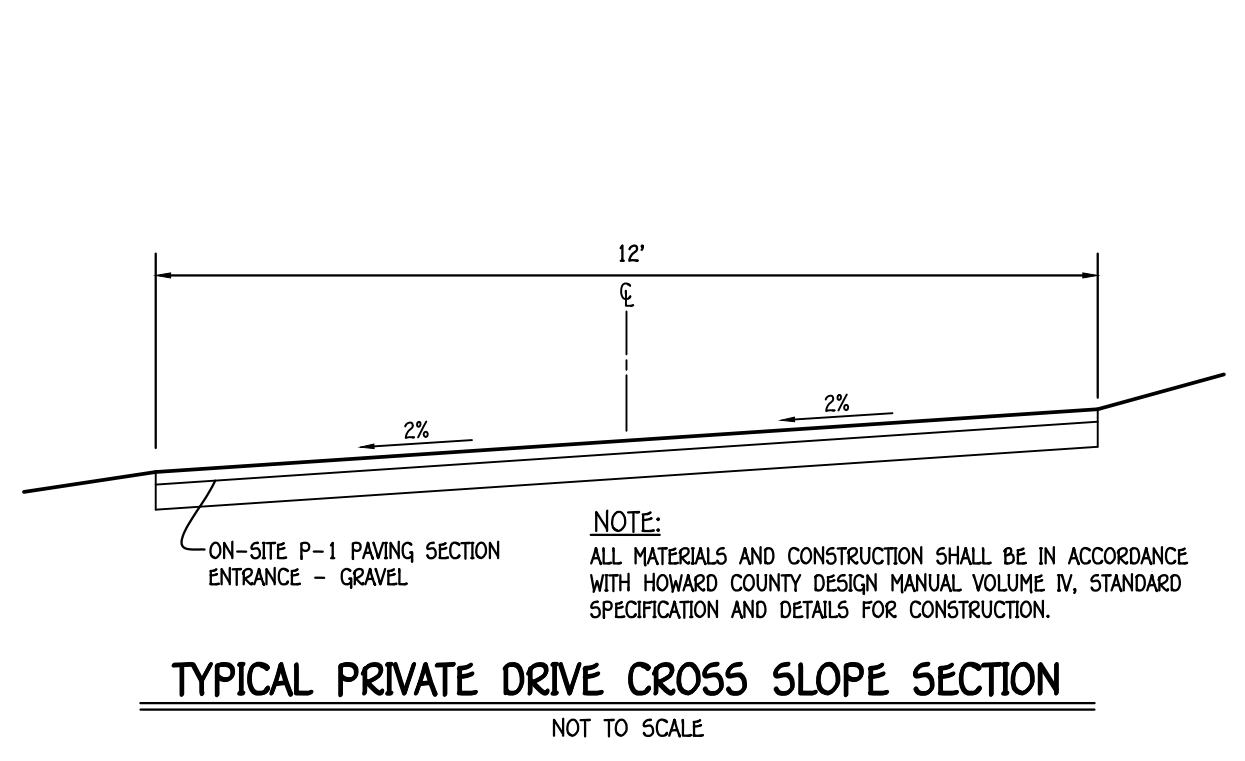 12'
℄
2%
2%
ON-SITE P-1 PAVING SECTION
ENTRANCE - GRAVEL
NOTE:
ALL MATERIALS AND CONSTRUCTION SHALL BE IN ACCORDANCE
WITH HOWARD COUNTY DESIGN MANUAL VOLUME IV, STANDARD
SPECIFICATION AND DETAILS FOR CONSTRUCTION.
TYPICAL PRIVATE DRIVE CROSS SLOPE SECTION
NOT TO SCALE